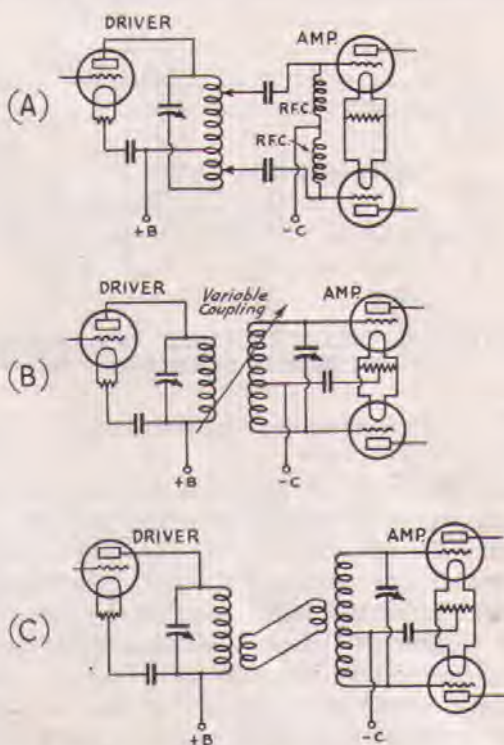 DRIVER
AMP.
(A)
R.F.C.
R.F.C.
+B
-C
DRIVER
Variable
Coupling
AMP.
(B)
+B
-C
DRIVER
AMP.
(C)
+B
-C